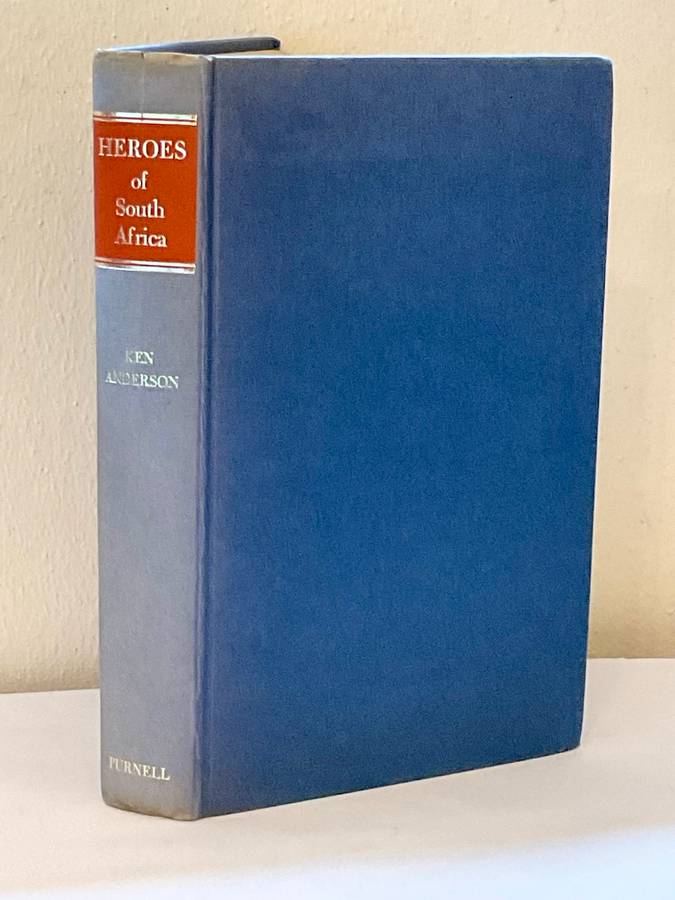 HEROES
of
South
Africa
KEN
ANDERSON
PURNELL